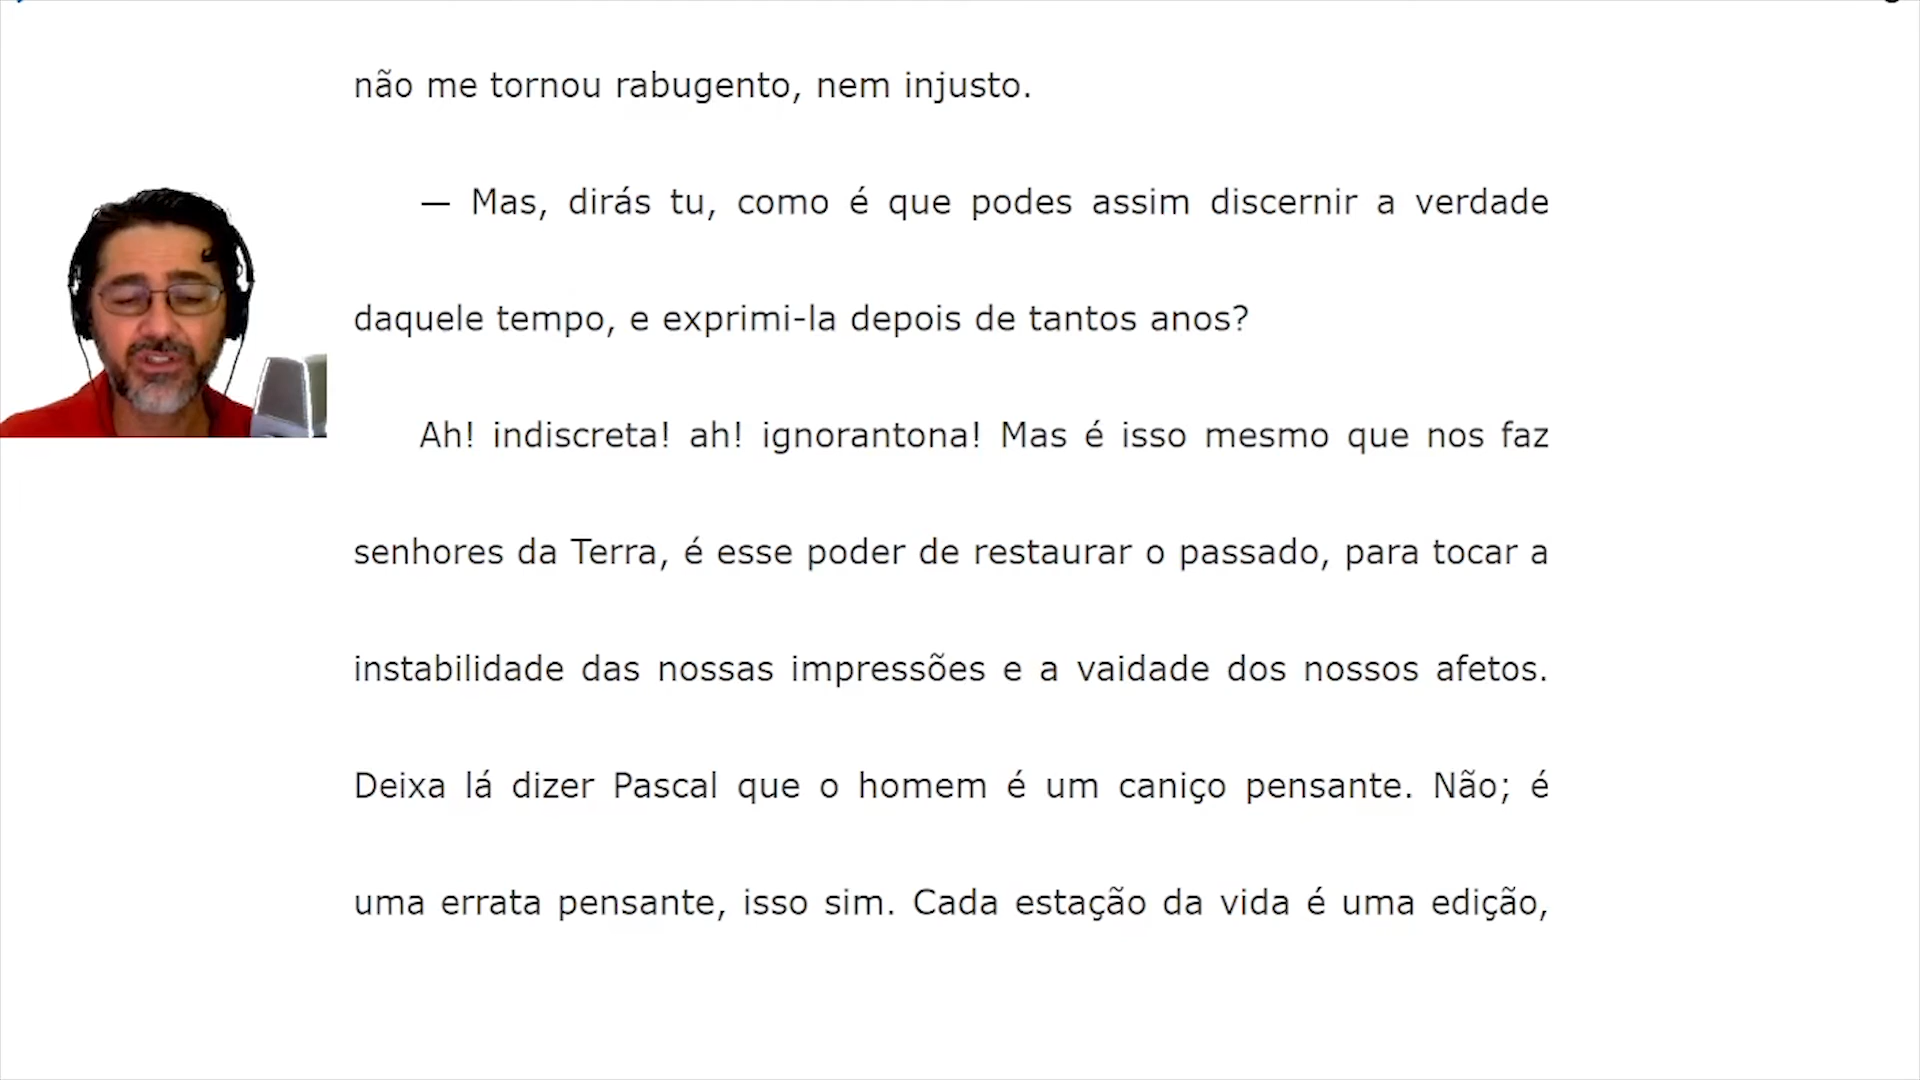 não me tornou rabugento, nem injusto.
— Mas, dirás tu, como é que podes assim discernir a verdade
daquele tempo, e exprimi-la depois de tantos anos?
Ah! indiscreta! ah! ignorantona! Mas é isso mesmo que nos faz
senhores da Terra, é esse poder de restaurar o passado, para tocar a
instabilidade das nossas impressões e a vaidade dos nossos afetos.
Deixa lá dizer Pascal que o homem é um caniço pensante. Não; é
uma errata pensante, isso sim. Cada estação da vida é uma edição,